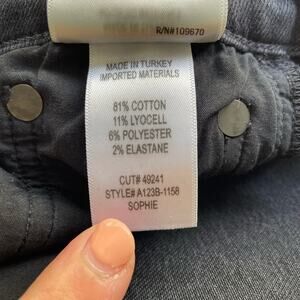 R/N#109670
MADE IN TURKEY
IMPORTED MATERIALS
81% COTTON
11% LYOCELL
6% POLYESTER
2% ELASTANE
CUT# 49241
STYLE# A123B-1158
SOPHIE